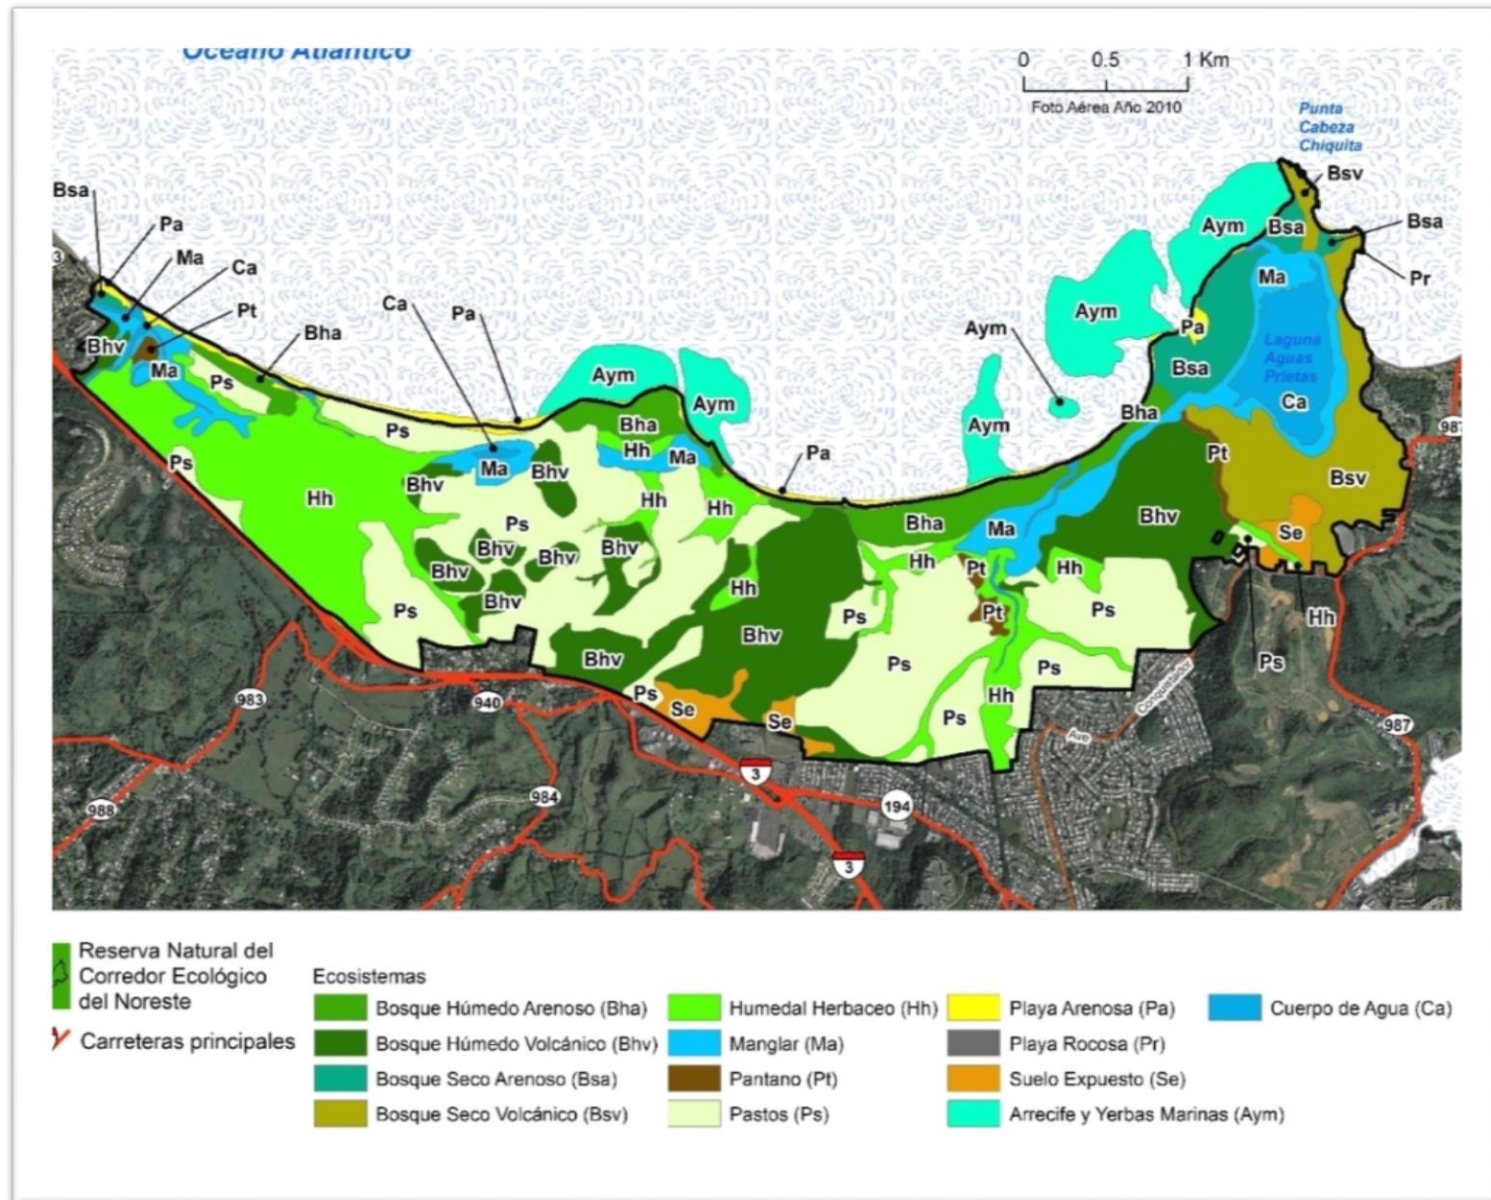 Océano Atlántico
0 0.5 1 Km
Foto Aérea Año 2010
Punta
Cabeza
Chiquita
Bsv
Bsa
Pa
Ma
Ca
Pt
Bha
Ca
Pa
Aym
Aym
Aym
Aym
Aym
Aym
Bsa
Bsa
Pr
Ma
Pa
Bsa
Laguna
Aguas
Prietas
Ca
3
Bhv
Ma
Ps
Ps
Ps
Hh
Bhv
Ma
Bhv
Bha
Hh
Ma
Hh
Hh
Pa
Bha
Pt
Bsv
Ps
Bhv
Bhv
Bhv
Bhv
Bhv
Bha
Ma
Bhv
Se
Hh
Hh
Pt
Hh
Ps
Bhv
Bhv
Ps
Pt
Ps
Hh
Ps
Ps
Ps
Hh
Ps
Se
Se
Ps
987
983
940
Ave Conquistador
987
988
984
3
194
3
Reserva Natural del
Corredor Ecológico
del Noreste
Carreteras principales
Ecosistemas
Bosque Húmedo Arenoso (Bha)
Bosque Húmedo Volcánico (Bhv)
Bosque Seco Arenoso (Bsa)
Bosque Seco Volcánico (Bsv)
Humedal Herbaceo (Hh)
Manglar (Ma)
Pantano (Pt)
Pastos (Ps)
Playa Arenosa (Pa)
Playa Rocosa (Pr)
Suelo Expuesto (Se)
Arrecife y Yerbas Marinas (Aym)
Cuerpo de Agua (Ca)